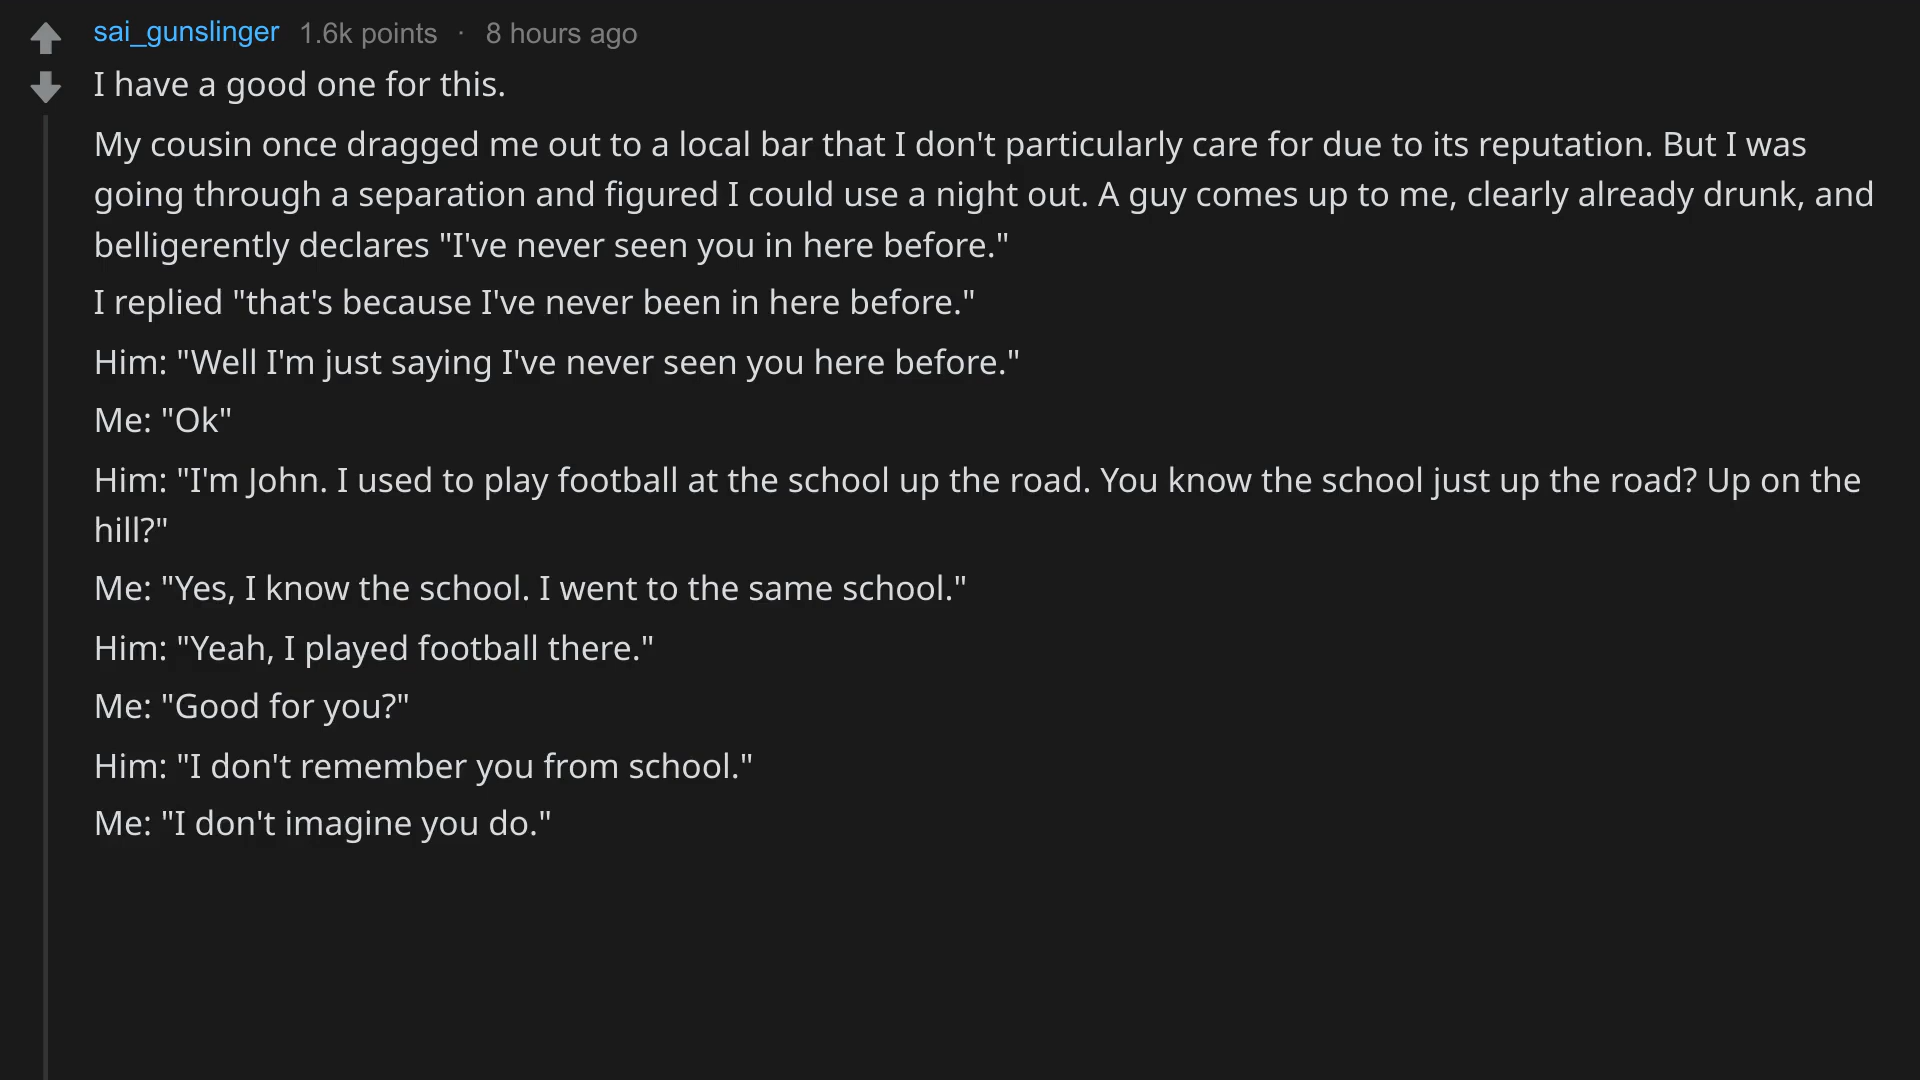 sai_gunslinger 1.6k points · 8 hours ago
I have a good one for this.
My cousin once dragged me out to a local bar that I don't particularly care for due to its reputation. But I was
going through a separation and figured I could use a night out. A guy comes up to me, clearly already drunk, and
belligerently declares "I've never seen you in here before."
I replied "that's because I've never been in here before."
Him: "Well I'm just saying I've never seen you here before."
Me: "Ok"
Him: "I'm John. I used to play football at the school up the road. You know the school just up the road? Up on the
hill?"
Me: "Yes, I know the school. I went to the same school."
Him: "Yeah, I played football there."
Me: "Good for you?"
Him: "I don't remember you from school."
Me: "I don't imagine you do."